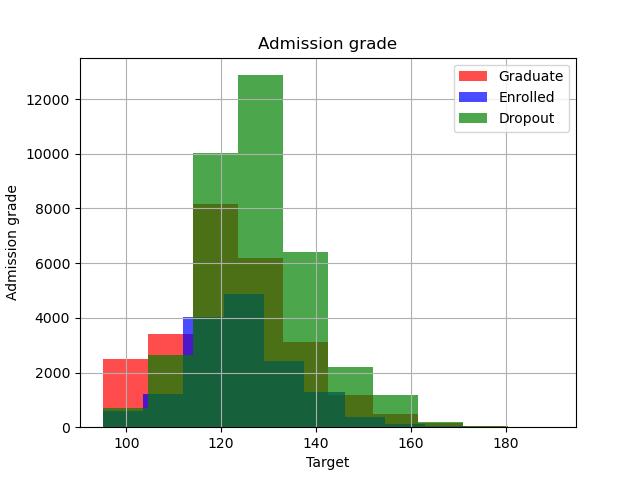 Admission grade
Graduate
Enrolled
Dropout
12000
10000
8000
6000
4000
2000
0
Admission grade
100 120 140 160 180
Target